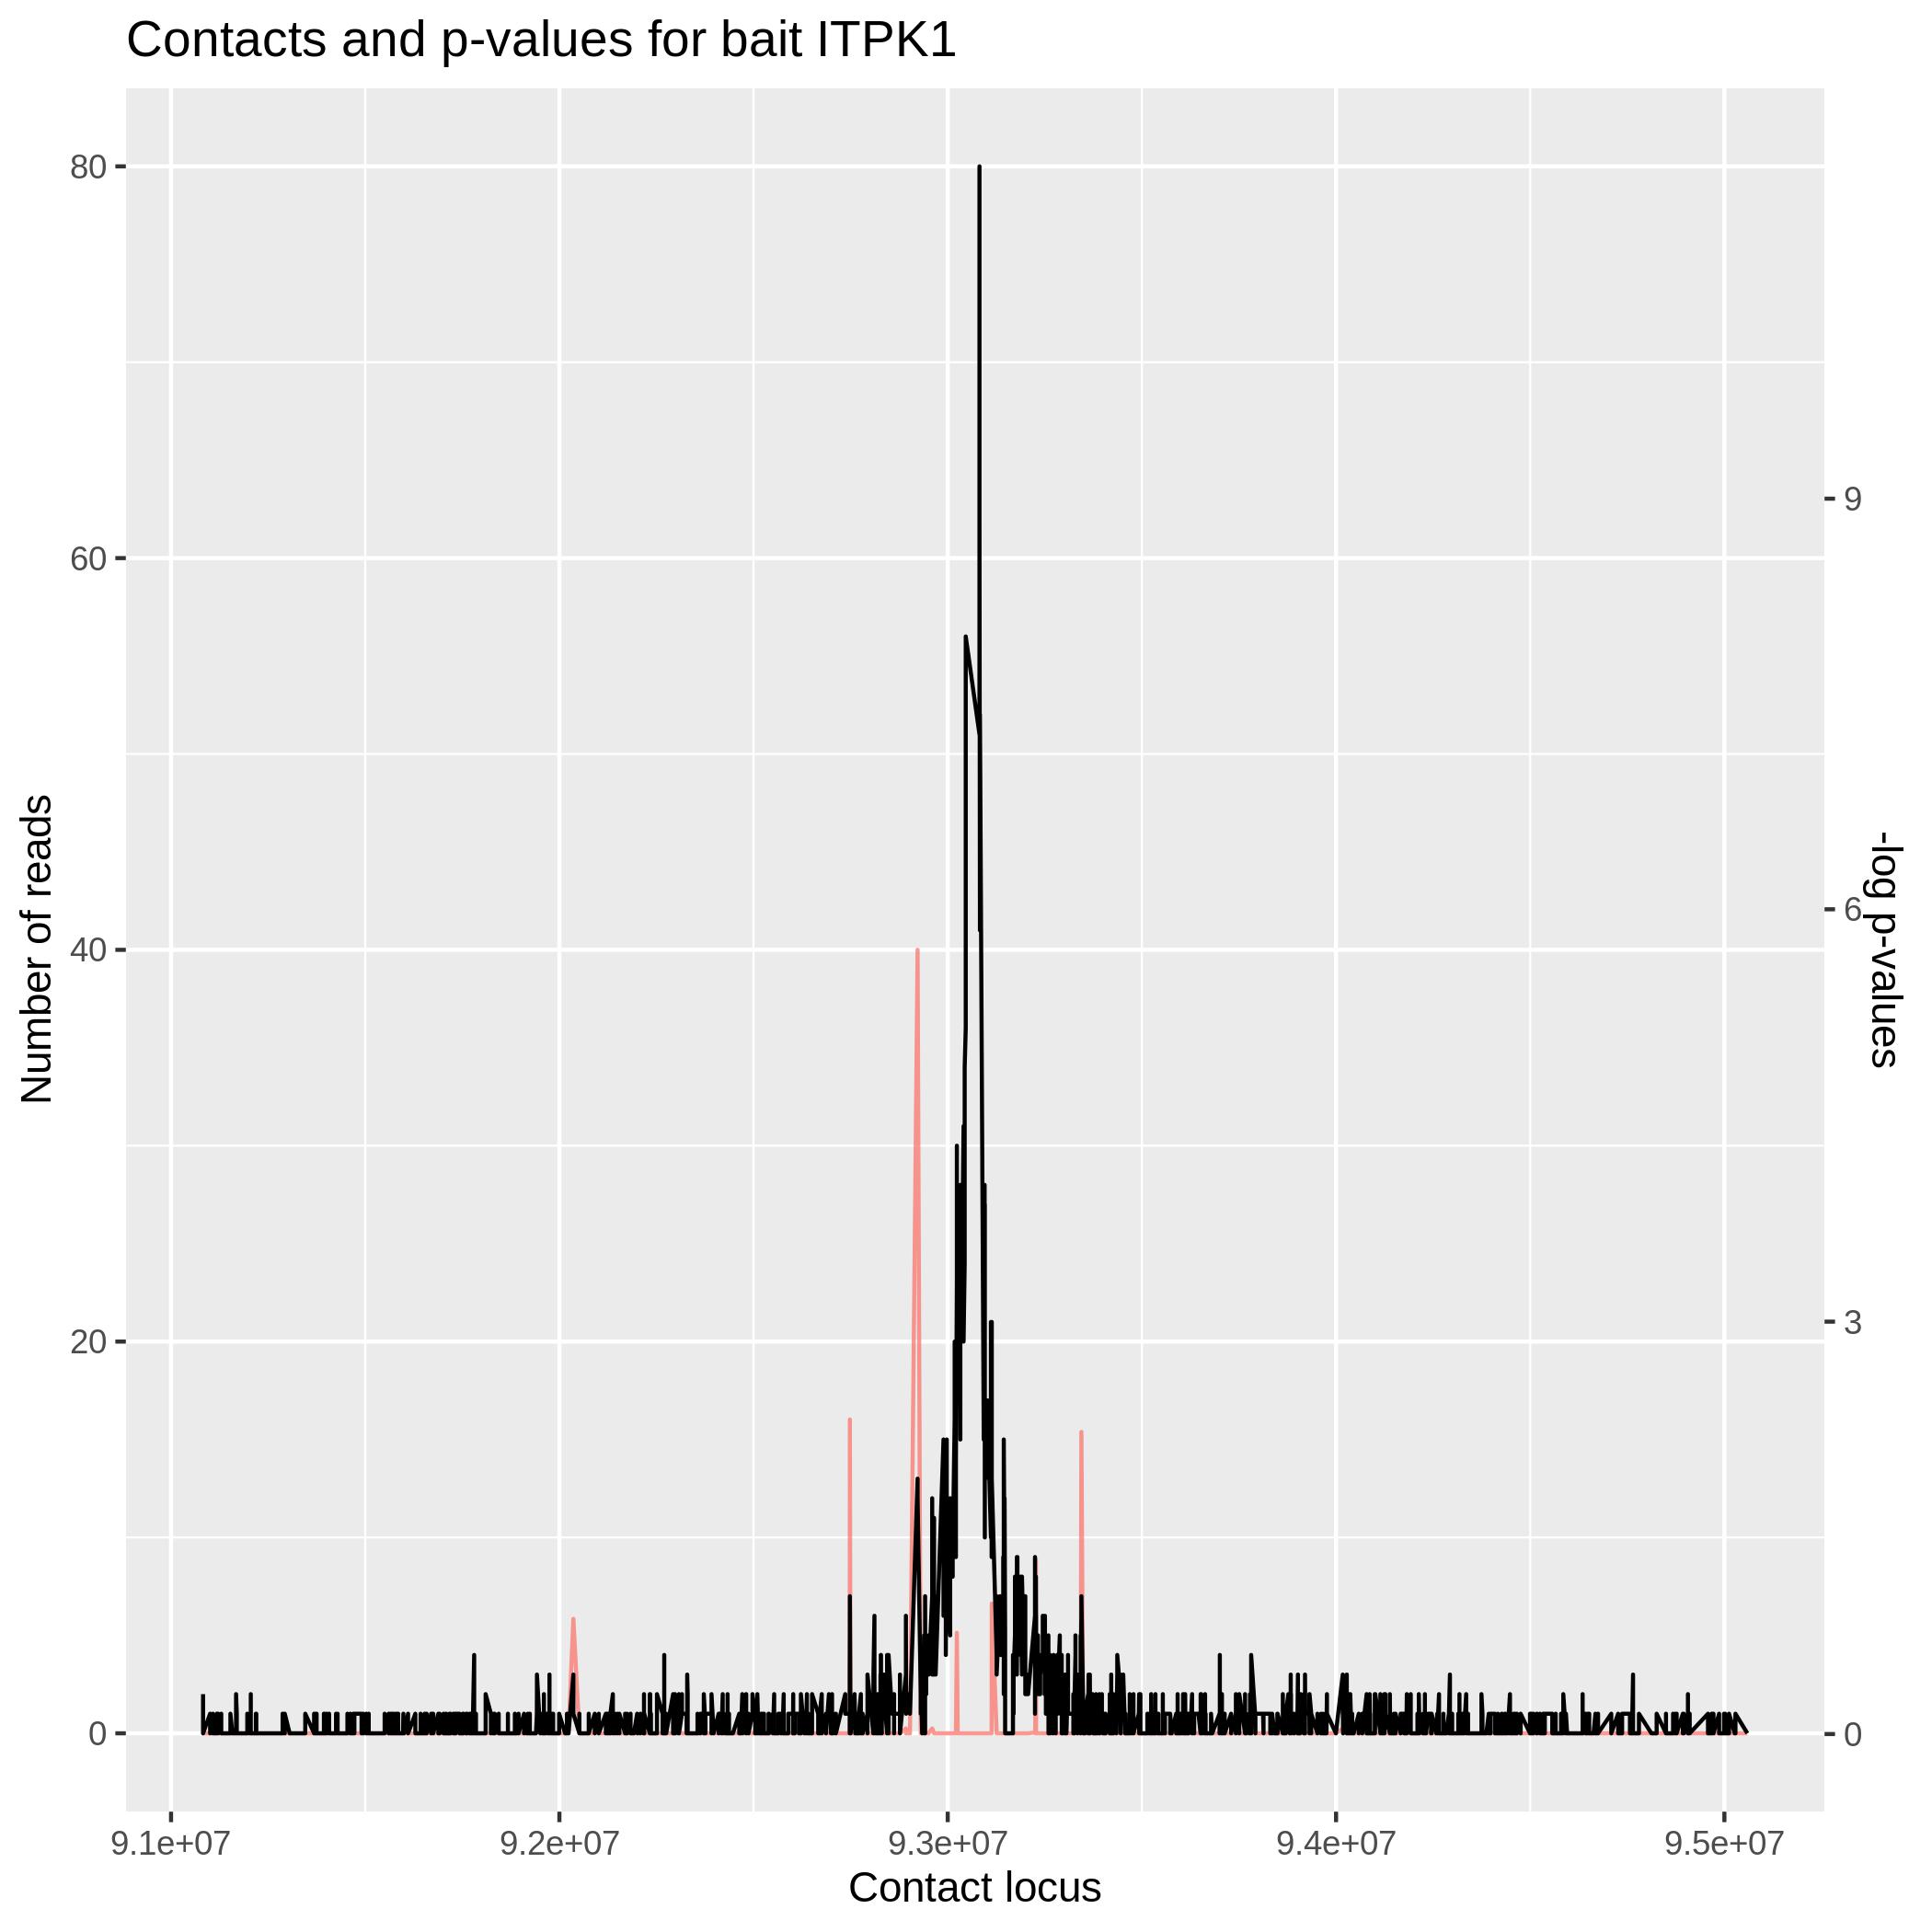 Contacts and p-values for bait ITPK1
80
60
40
20
0
Number of reads
9
6
3
0
-log p-values
9.1e+07 9.2e+07 9.3e+07 9.4e+07 9.5e+07
Contact locus